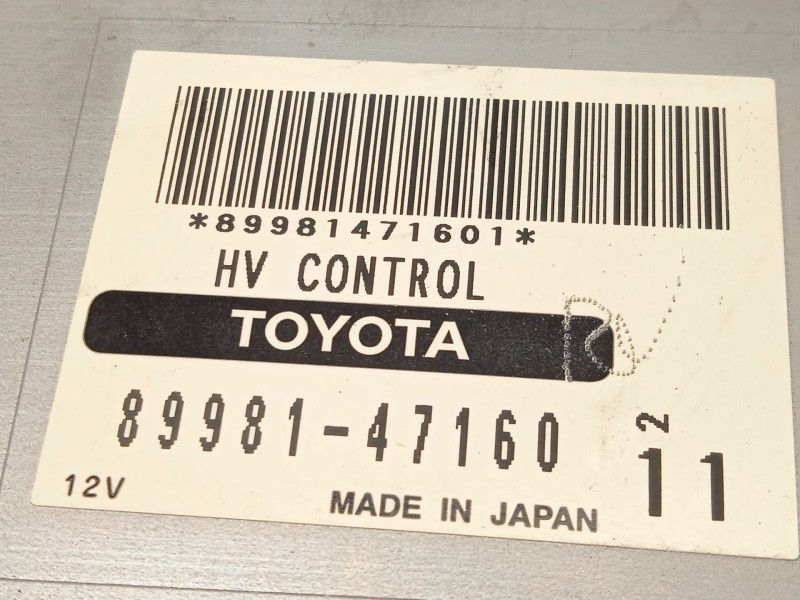 *89981471601*
HV CONTROL
TOYOTA
89981-47160
2
11
12V
MADE IN JAPAN